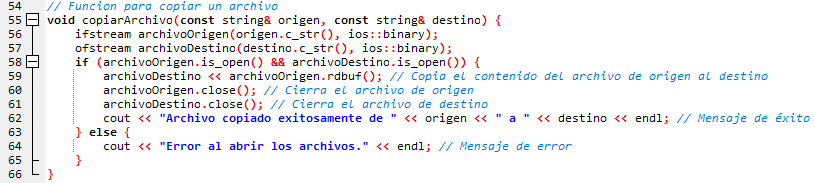 54 // Funcion para copiar un archivo
55 void copiarArchivo(const string& origen, const string& destino) {
56 ifstream archivoOrigen(origen.c_str(), ios::binary);
57 ofstream archivoDestino(destino.c_str(), ios::binary);
58 if (archivoOrigen.is_open() && archivoDestino.is_open()) {
59 archivoDestino << archivoOrigen.rdbuf(); // Copia el contenido del archivo de origen al destino
60 archivoOrigen.close(); // Cierra el archivo de origen
61 archivoDestino.close(); // Cierra el archivo de destino
62 cout << "Archivo copiado exitosamente de " << origen << " a " << destino << endl; // Mensaje de éxito
63 } else {
64 cout << "Error al abrir los archivos." << endl; // Mensaje de error
65 }
66 }